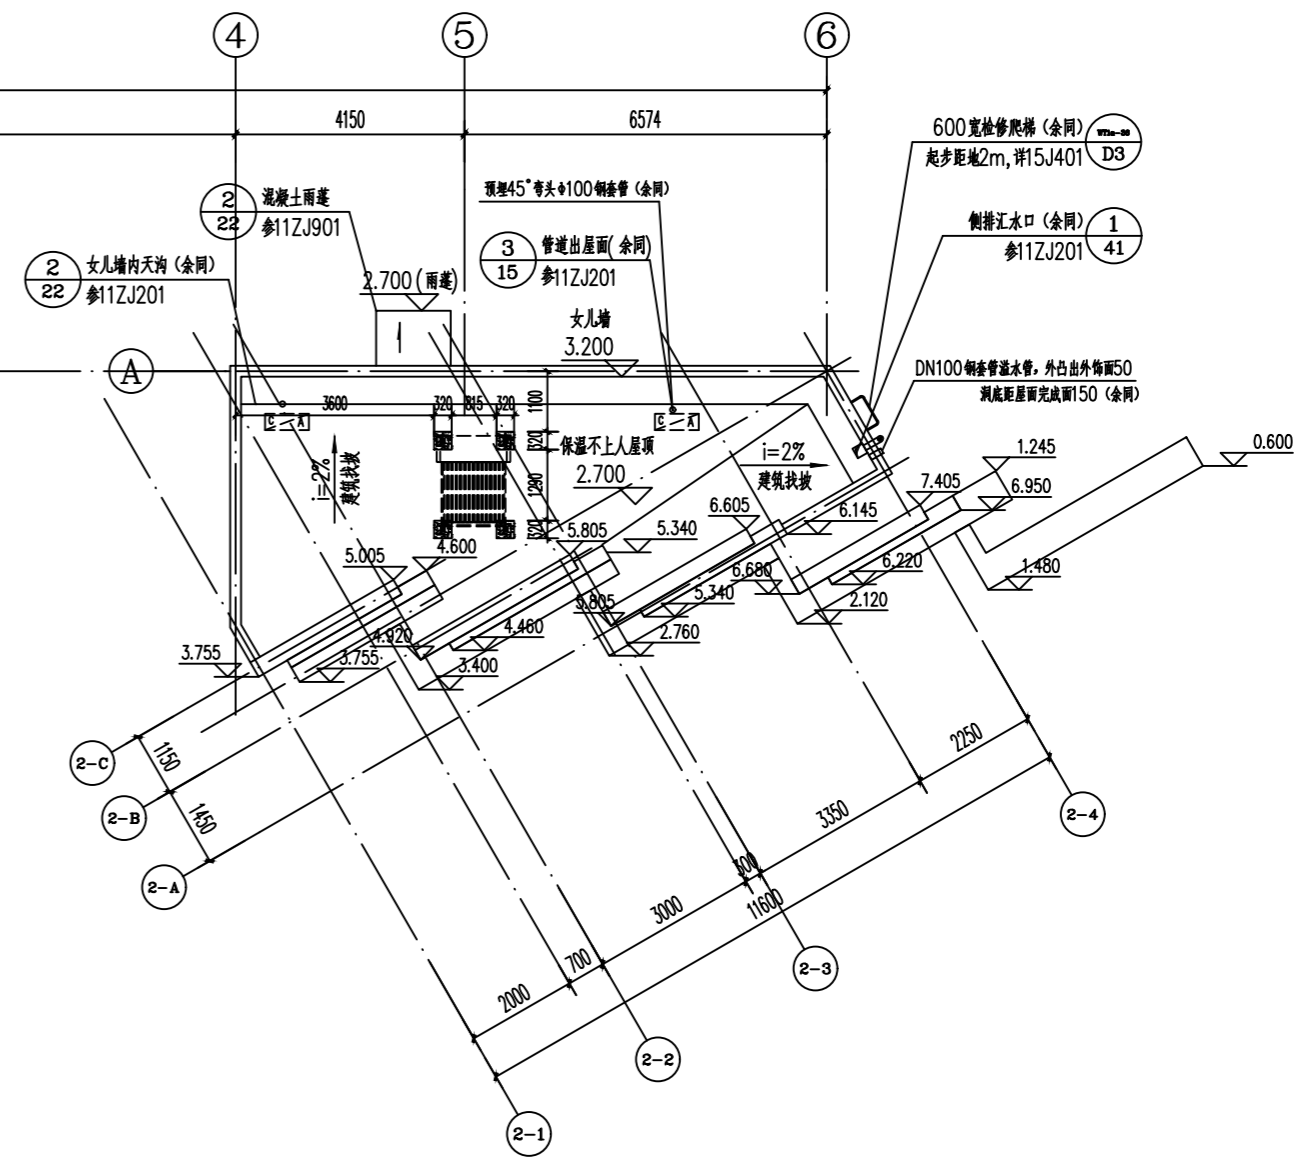 4
5
6
4150
6574
600宽检修爬梯（余同）
起步距地2m,详15J401
D3
2
22
混凝土雨蓬
参11ZJ901
预埋45°弯头φ100钢套管（余同）
侧排汇水口（余同）
参11ZJ201
1
41
3
15
管道出屋面(余同)
参11ZJ201
2
22
女儿墙内天沟（余同）
参11ZJ201
2.700（雨蓬）
女儿墙
3.200
A
DN100钢套管溢水管，外凸出外饰面50
洞底距屋面完成面150（余同）
3600
320
815
320
1100
320
1290
320
C A
C A
i=2%
建筑找坡
保温不上人屋顶
2.700
i=2%
建筑找坡
1.245
0.600
7.405
6.950
6.605
6.145
5.805
5.340
4.600
5.005
6.680
6.220
1.480
5.805
5.340
2.120
4.920
4.460
2.760
3.755
3.755
3.400
2-C
1150
2-B
1450
2-A
2250
3350
2-4
300
3000
11600
2-3
700
2000
2-2
2-1